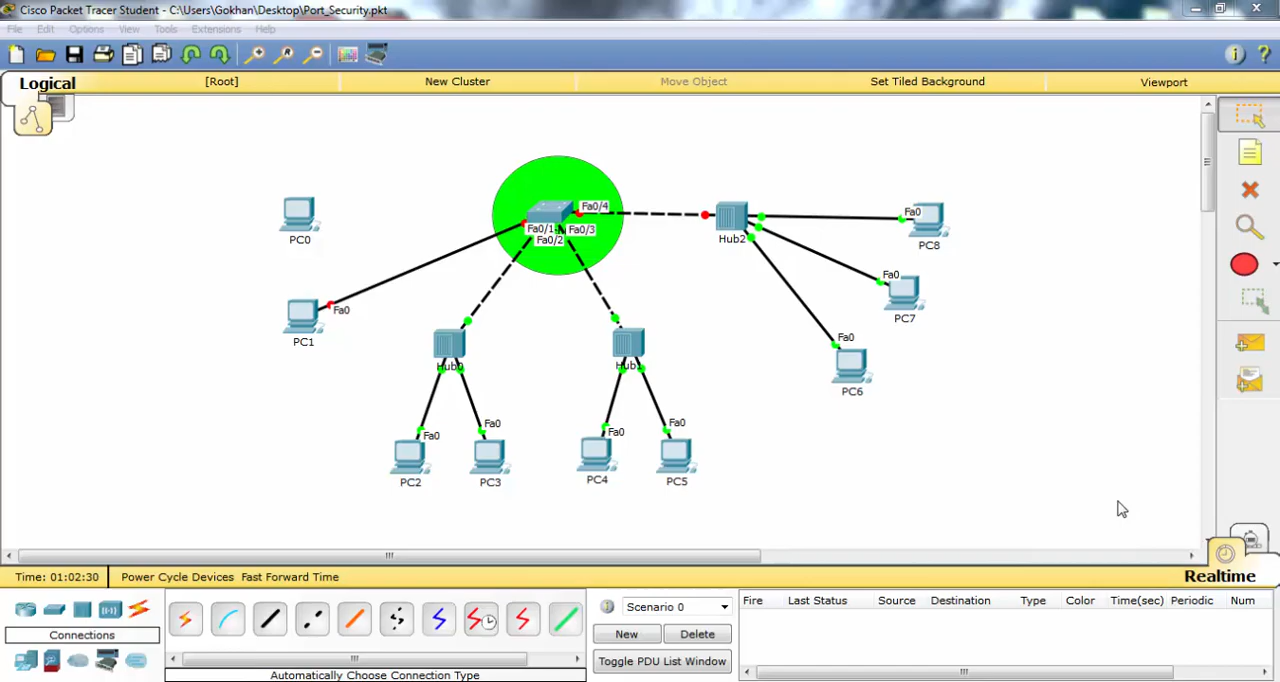 Cisco Packet Tracer Student - C:\Users\Gokhan\Desktop\Port_Security.pkt
File Edit Options View Tools Extensions Help
Logical [Root] New Cluster Move Object Set Tiled Background Viewport
PC0
Fa0/4
Fa0/1
Fa0/3
Fa0/2
Hub2
Fa0
PC8
Fa0
PC1
Fa0
PC7
Hub0
Hub1
Fa0
PC6
Fa0
PC2
Fa0
PC3
Fa0
PC4
Fa0
PC5
Time: 01:02:30 Power Cycle Devices Fast Forward Time
Realtime
Connections
Automatically Choose Connection Type
Scenario 0
New Delete
Toggle PDU List Window
Fire Last Status Source Destination Type Color Time(sec) Periodic Num